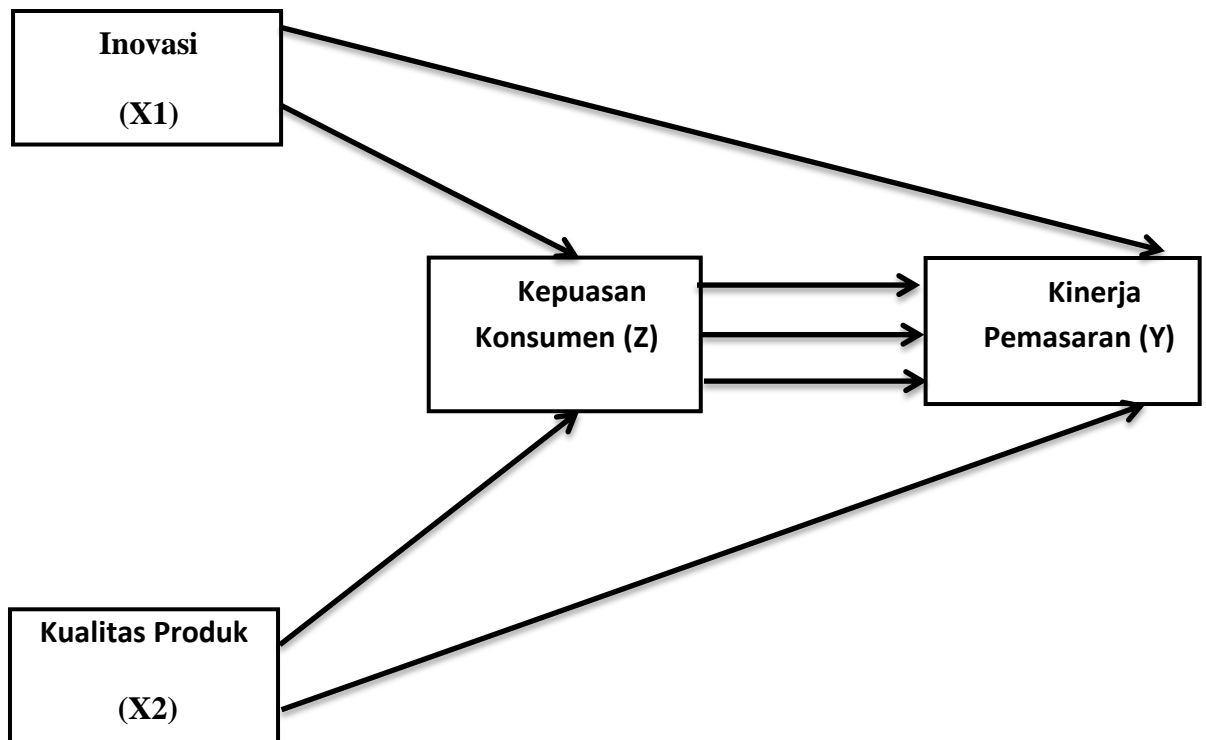 Inovasi
(X1)
Kepuasan
Konsumen (Z)
Kinerja
Pemasaran (Y)
Kualitas Produk
(X2)